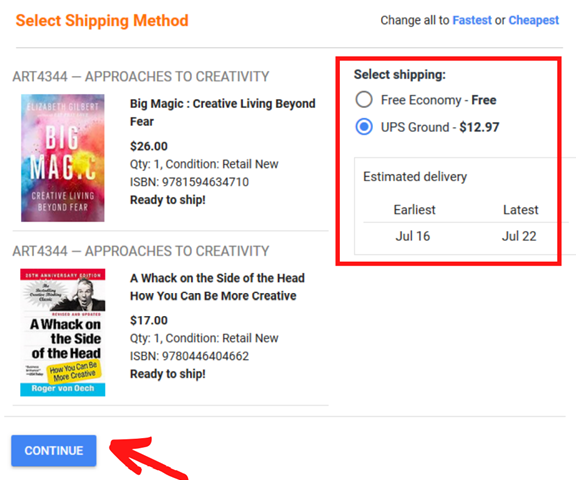 Select Shipping Method
Change all to Fastest or Cheapest
ART4344 — APPROACHES TO CREATIVITY
ELIZABETH GILBERT
BIG
MAGIC
CREATIVE LIVING
BEYOND FEAR
Big Magic : Creative Living Beyond
Fear
$26.00
Qty: 1, Condition: Retail New
ISBN: 9781594634710
Ready to ship!
Select shipping:
Free Economy - Free
UPS Ground - $12.97
Estimated delivery
Earliest Latest
Jul 16 Jul 22
ART4344 — APPROACHES TO CREATIVITY
The
Bestselling
Creative Thinking
Classic
REVISED AND UPDATED
A Whack on
the Side
of the Head
How You Can Be
More Creative
Roger von Oech
A Whack on the Side of the Head
How You Can Be More Creative
$17.00
Qty: 1, Condition: Retail New
ISBN: 9780446404662
Ready to ship!
CONTINUE